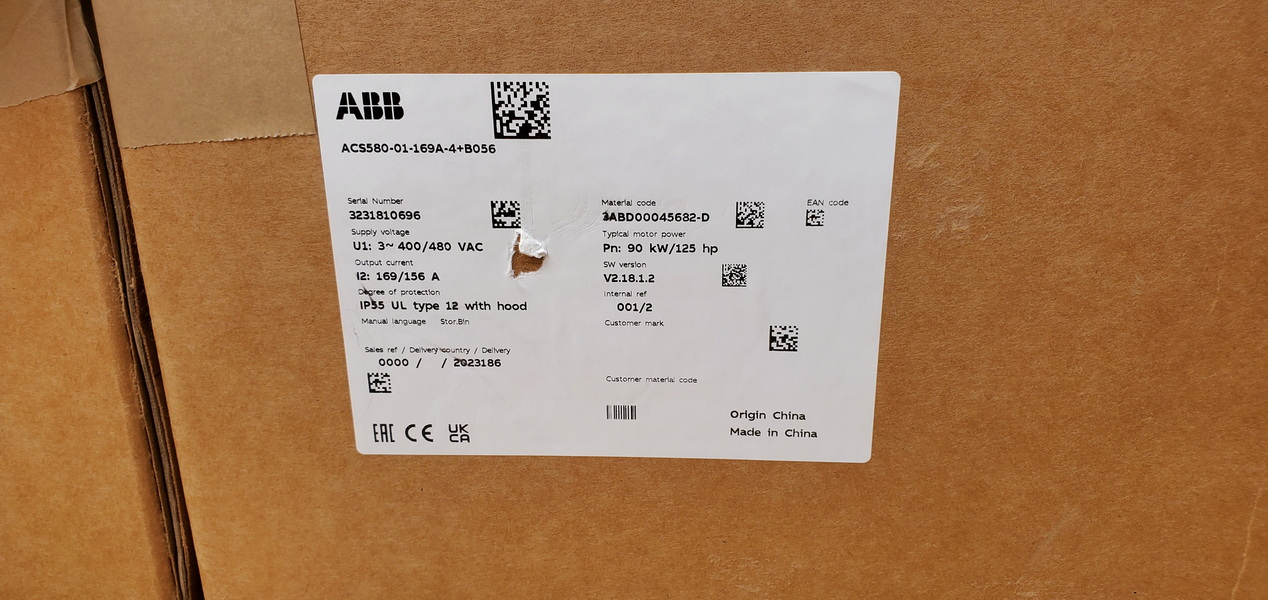 ABB
ACS580-01-169A-4+B056
Serial Number
3231810696
Supply voltage
U1: 3~ 400/480 VAC
Output current
I2: 169/156 A
Degree of protection
IP55 UL type 12 with hood
Manual language Stor.Bin
Sales ref / Delivery country / Delivery
0000 / / 2023186
EAC CE UKCA
Material code
3ABD00045682-D
EAN code
Typical motor power
Pn: 90 kW/125 hp
SW version
V2.18.1.2
Internal ref
001/2
Customer mark
Customer material code
Origin China
Made in China